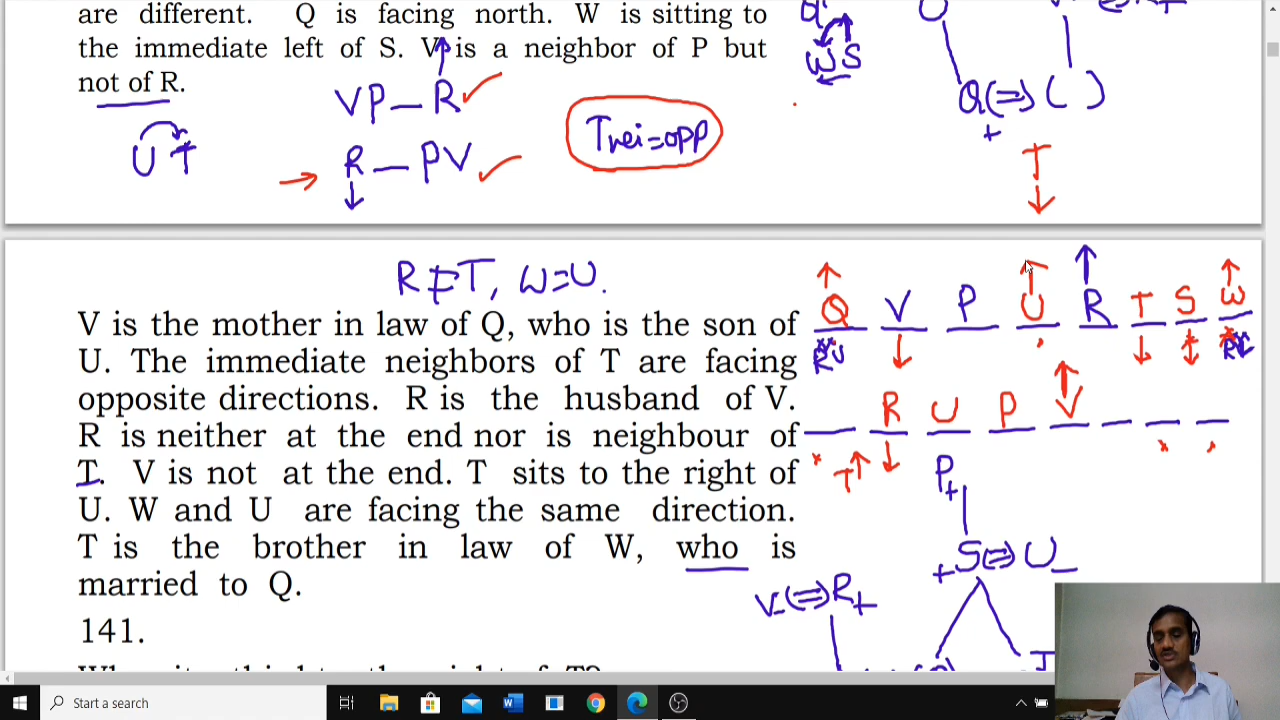 are different. Q is facing north. W is sitting to
the immediate left of S. V is a neighbor of P but
not of R.
VP — R
R — PV
U T
W S
T
Q (⇔) ( )
+
R ∉ T, W = U.
V is the mother in law of Q, who is the son of
U. The immediate neighbors of T are facing
opposite directions. R is the husband of V.
R is neither at the end nor is neighbour of
T. V is not at the end. T sits to the right of
U. W and U are facing the same direction.
T is the brother in law of W, who is
married to Q.
141.
Q V P U R T S W
R U P V
T
P+
+S ⇔ U-
V- (⇔) R+
Search a started